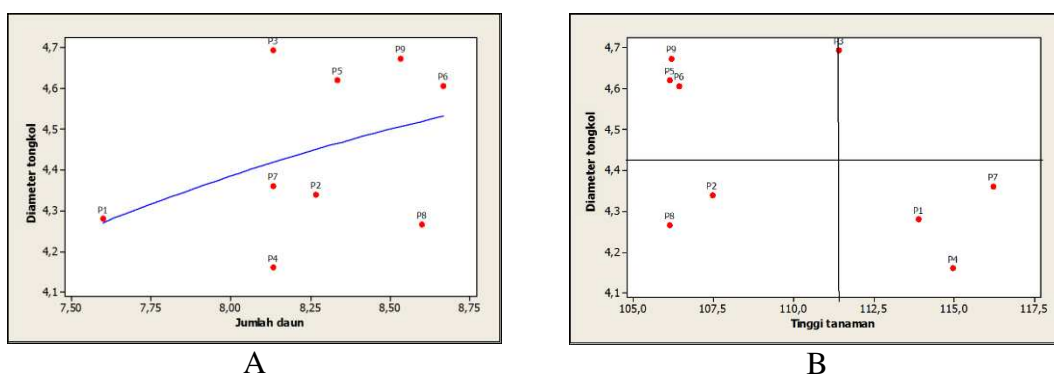 4,7
4,6
4,5
4,4
4,3
4,2
4,1
Diameter tongkol
P3
P9
P5
P6
P7
P2
P1
P8
P4
7,50 7,75 8,00 8,25 8,50 8,75
Jumlah daun
A
4,7
4,6
4,5
4,4
4,3
4,2
4,1
Diameter tongkol
P3
P9
P5 P6
P7
P2
P8
P1
P4
105,0 107,5 110,0 112,5 115,0 117,5
Tinggi tanaman
B